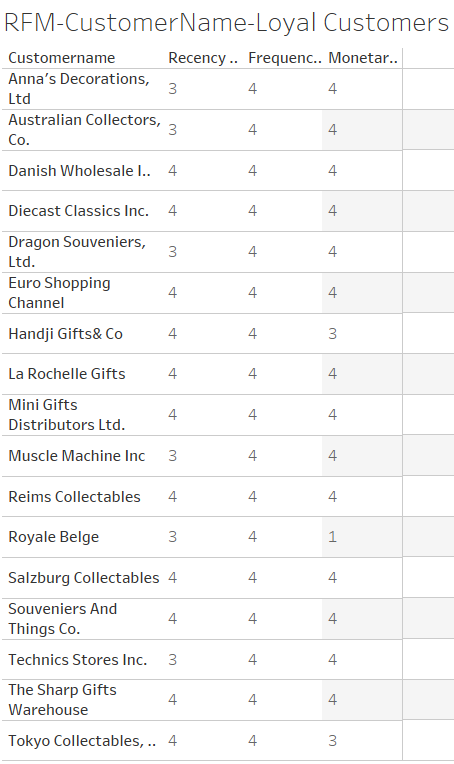 RFM-CustomerName-Loyal Customers
Customername Recency .. Frequenc.. Monetar..
Anna's Decorations,
Ltd 3 4 4
Australian Collectors,
Co. 3 4 4
Danish Wholesale I.. 4 4 4
Diecast Classics Inc. 4 4 4
Dragon Souveniers,
Ltd. 3 4 4
Euro Shopping
Channel 4 4 4
Handji Gifts& Co 4 4 3
La Rochelle Gifts 4 4 4
Mini Gifts
Distributors Ltd. 4 4 4
Muscle Machine Inc 3 4 4
Reims Collectables 4 4 4
Royale Belge 3 4 1
Salzburg Collectables 4 4 4
Souveniers And
Things Co. 4 4 4
Technics Stores Inc. 3 4 4
The Sharp Gifts
Warehouse 4 4 4
Tokyo Collectables, .. 4 4 3